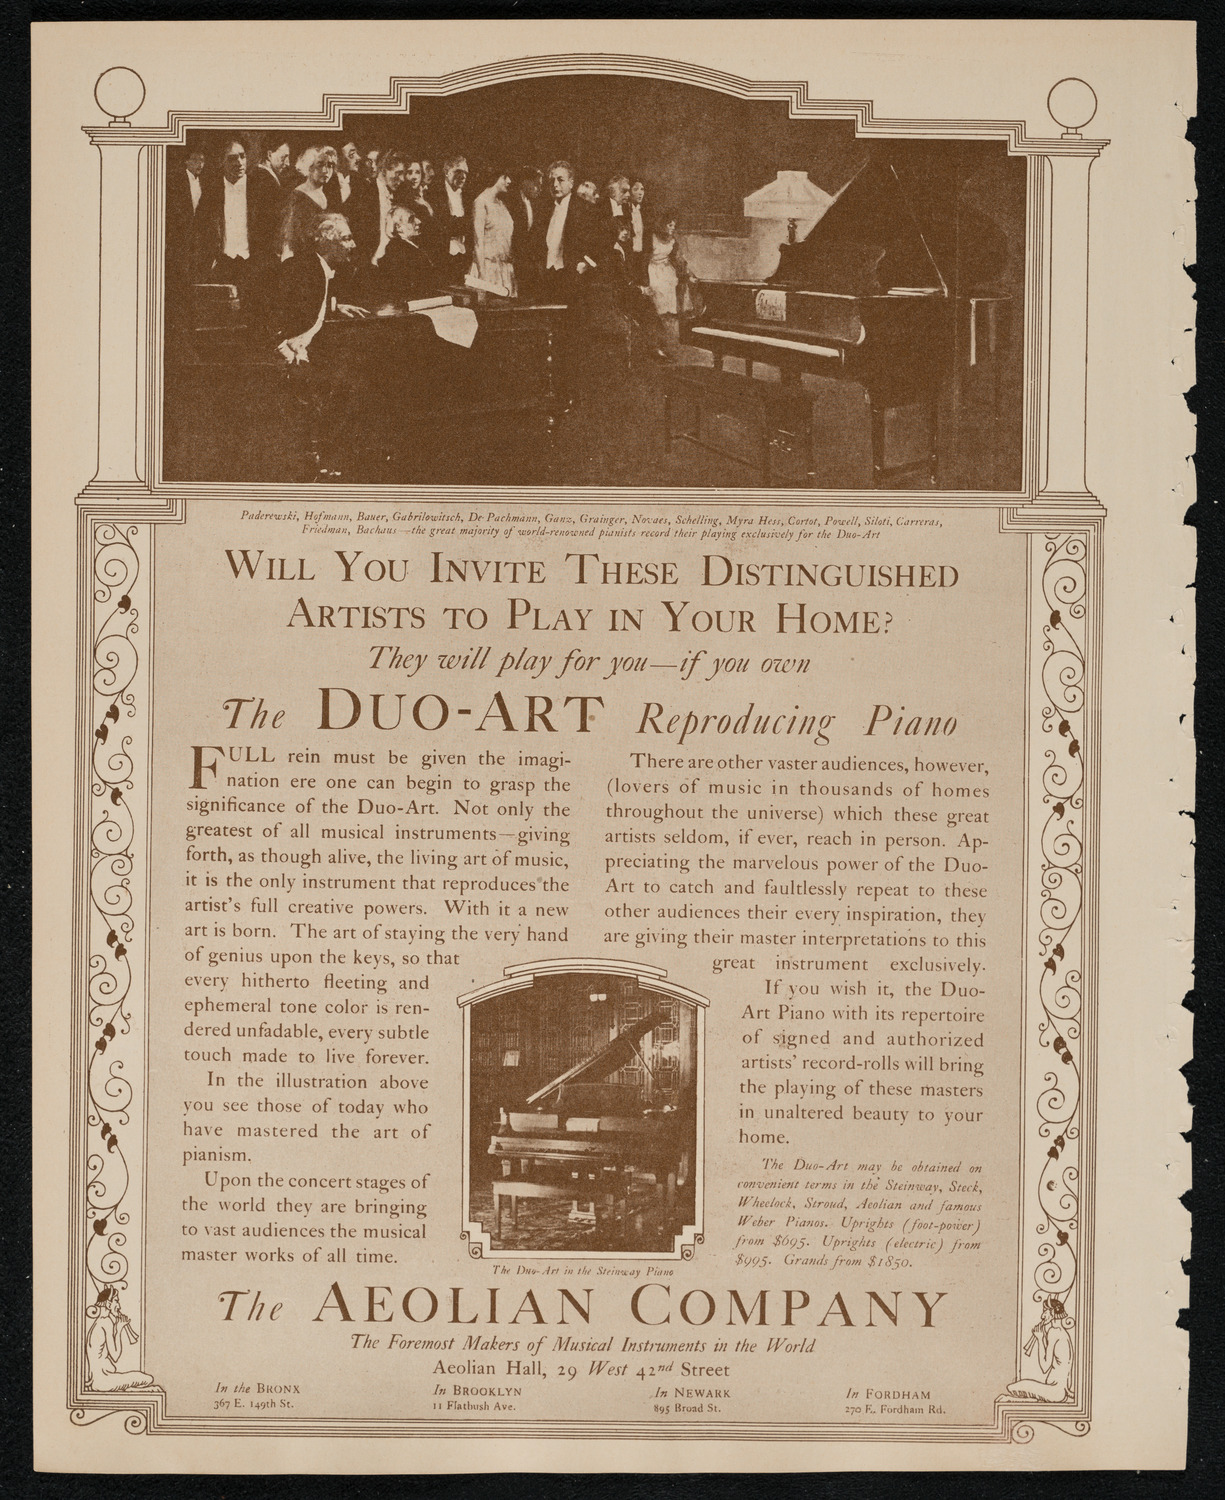 Paderewski, Hofmann, Bauer, Gabrilowitsch, De Pachmann, Ganz, Grainger, Novaes, Schelling, Myra Hess, Cortot, Powell, Siloti, Carreras,
Friedman, Bachaus—the great majority of world-renowned pianists record their playing exclusively for the Duo-Art
WILL YOU INVITE THESE DISTINGUISHED
ARTISTS TO PLAY IN YOUR HOME?
They will play for you—if you own
The DUO-ART Reproducing Piano
FULL rein must be given the imagi-
nation ere one can begin to grasp the
significance of the Duo-Art. Not only the
greatest of all musical instruments—giving
forth, as though alive, the living art of music,
it is the only instrument that reproduces the
artist's full creative powers. With it a new
art is born. The art of staying the very hand
of genius upon the keys, so that
every hitherto fleeting and
ephemeral tone color is ren-
dered unfadable, every subtle
touch made to live forever.
In the illustration above
you see those of today who
have mastered the art of
pianism.
Upon the concert stages of
the world they are bringing
to vast audiences the musical
master works of all time.
There are other vaster audiences, however,
(lovers of music in thousands of homes
throughout the universe) which these great
artists seldom, if ever, reach in person. Ap-
preciating the marvelous power of the Duo-
Art to catch and faultlessly repeat to these
other audiences their every inspiration, they
are giving their master interpretations to this
great instrument exclusively.
If you wish it, the Duo-
Art Piano with its repertoire
of signed and authorized
artists' record-rolls will bring
the playing of these masters
in unaltered beauty to your
home.
The Duo-Art may be obtained on
convenient terms in the Steinway, Steck,
Wheelock, Stroud, Aeolian and famous
Weber Pianos. Uprights (foot-power)
from $695. Uprights (electric) from
$995. Grands from $1850.
The Duo-Art in the Steinway Piano
The AEOLIAN COMPANY
The Foremost Makers of Musical Instruments in the World
Aeolian Hall, 29 West 42nd Street
In the BRONX
367 E. 149th St.
In BROOKLYN
11 Flatbush Ave.
In NEWARK
895 Broad St.
In FORDHAM
270 E. Fordham Rd.